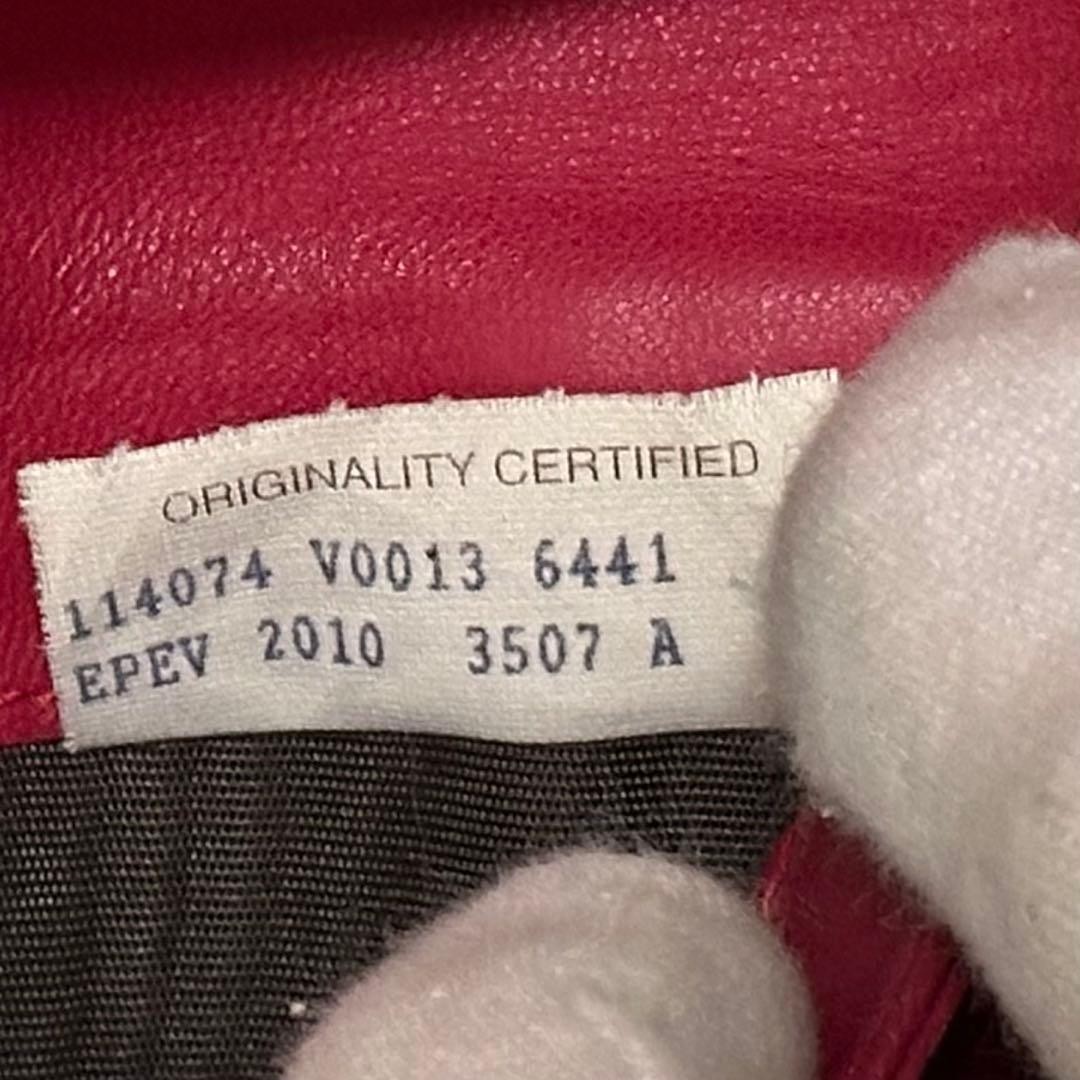 ORIGINALITY CERTIFIED
114074 V0013 6441
EPEV 2010 3507 A